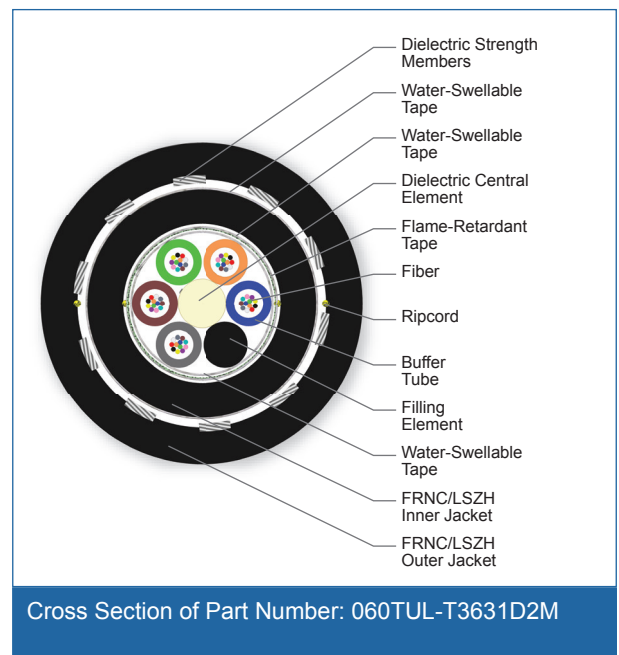 Dielectric Strength
Members
Water-Swellable
Tape
Water-Swellable
Tape
Dielectric Central
Element
Flame-Retardant
Tape
Fiber
Ripcord
Buffer
Tube
Filling
Element
Water-Swellable
Tape
FRNC/LSZH
Inner Jacket
FRNC/LSZH
Outer Jacket
Cross Section of Part Number: 060TUL-T3631D2M